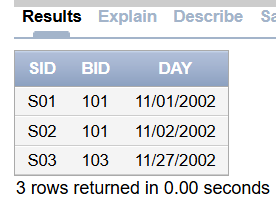 Results Explain Describe
SID BID DAY
S01 101 11/01/2002
S02 101 11/02/2002
S03 103 11/27/2002
3 rows returned in 0.00 seconds